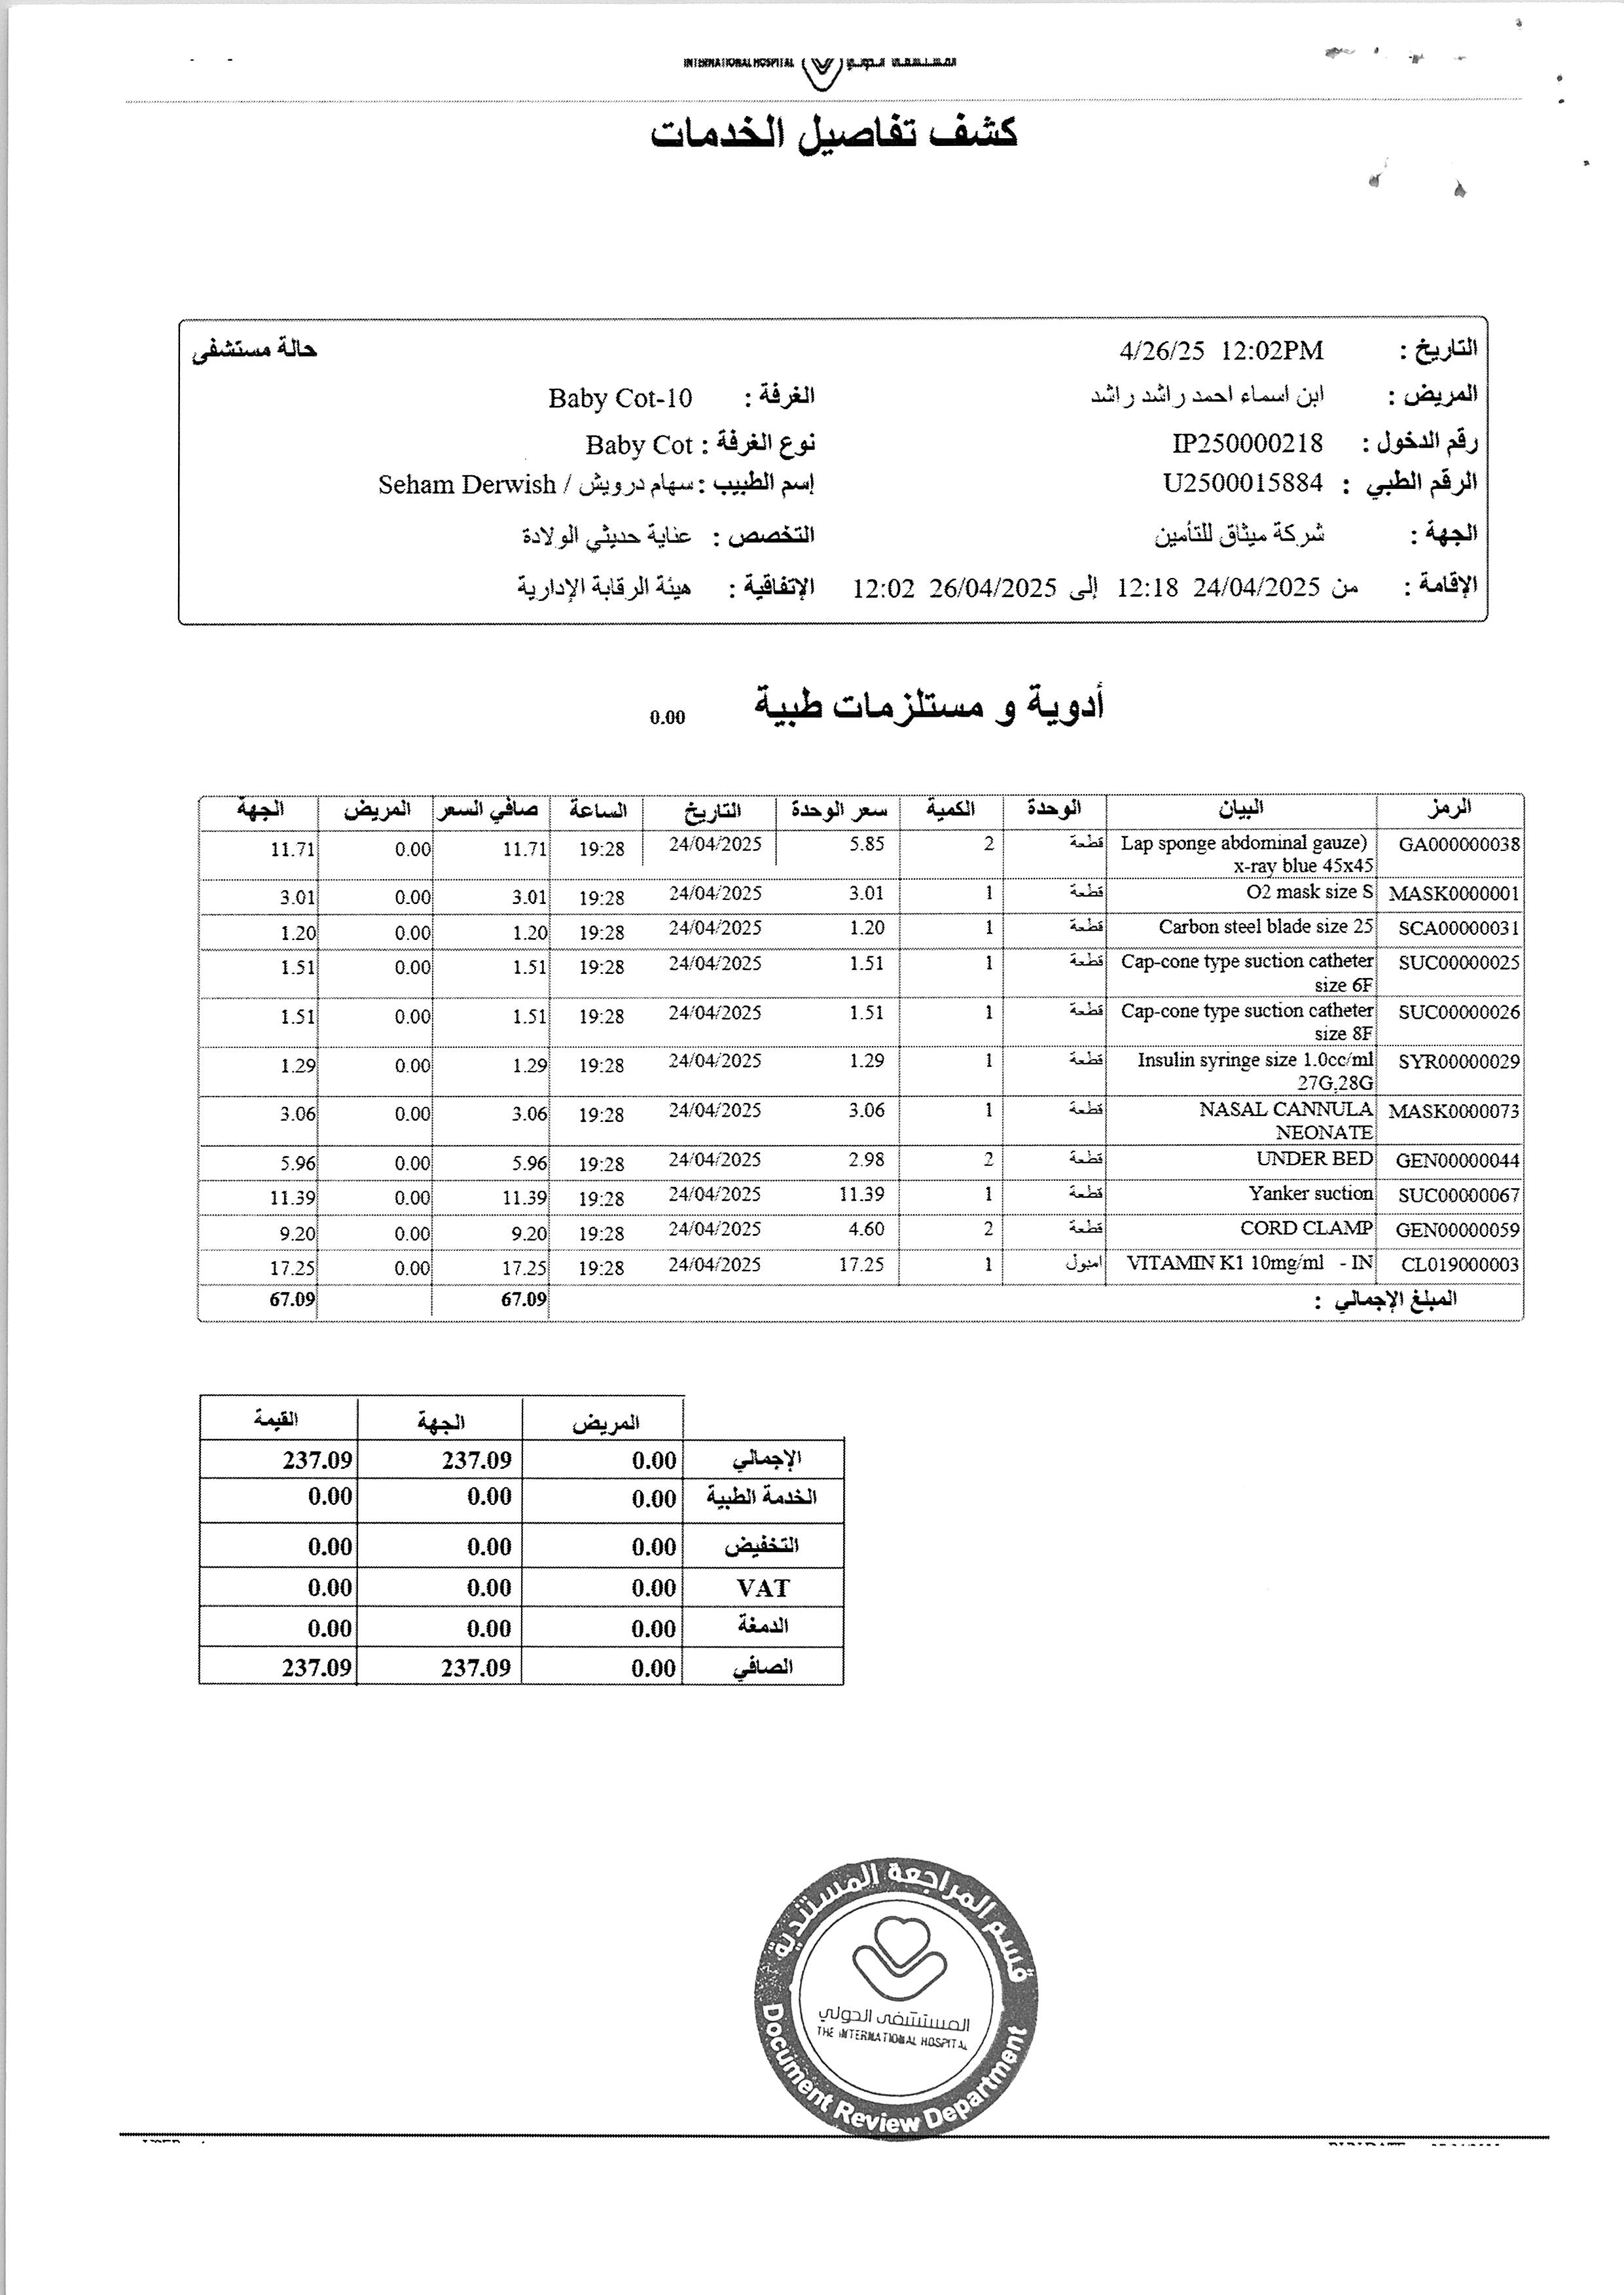 INTERNATIONAL HOSPITAL المستشفى الدولي
كشف تفاصيل الخدمات
التاريخ : 4/26/25 12:02PM حالة مستشفى
المريض : ابن اسماء احمد راشد راشد الغرفة : Baby Cot-10
رقم الدخول : IP250000218 نوع الغرفة : Baby Cot
الرقم الطبي : U2500015884 إسم الطبيب : سهام درويش / Seham Derwish
الجهة : شركة ميثاق للتأمين التخصص : عناية حديثي الولادة
الإقامة : من 24/04/2025 12:18 إلى 26/04/2025 12:02 الإتفاقية : هيئة الرقابة الإدارية
أدوية و مستلزمات طبية 0.00
الرمز البيان الوحدة الكمية سعر الوحدة التاريخ الساعة صافي السعر المريض الجهة
GA000000038 Lap sponge abdominal gauze) قطعة 2 5.85 24/04/2025 19:28 11.71 0.00 11.71
x-ray blue 45x45
MASK0000001 O2 mask size S قطعة 1 3.01 24/04/2025 19:28 3.01 0.00 3.01
SCA00000031 Carbon steel blade size 25 قطعة 1 1.20 24/04/2025 19:28 1.20 0.00 1.20
SUC00000025 Cap-cone type suction catheter قطعة 1 1.51 24/04/2025 19:28 1.51 0.00 1.51
size 6F
SUC00000026 Cap-cone type suction catheter قطعة 1 1.51 24/04/2025 19:28 1.51 0.00 1.51
size 8F
SYR00000029 Insulin syringe size 1.0cc/ml قطعة 1 1.29 24/04/2025 19:28 1.29 0.00 1.29
27G,28G
MASK0000073 NASAL CANNULA قطعة 1 3.06 24/04/2025 19:28 3.06 0.00 3.06
NEONATE
GEN00000044 UNDER BED قطعة 2 2.98 24/04/2025 19:28 5.96 0.00 5.96
SUC00000067 Yanker suction قطعة 1 11.39 24/04/2025 19:28 11.39 0.00 11.39
GEN00000059 CORD CLAMP قطعة 2 4.60 24/04/2025 19:28 9.20 0.00 9.20
CL019000003 VITAMIN K1 10mg/ml - IN امبول 1 17.25 24/04/2025 19:28 17.25 0.00 17.25
المبلغ الإجمالي : 67.09 67.09
المريض الجهة القيمة
الإجمالي 0.00 237.09 237.09
الخدمة الطبية 0.00 0.00 0.00
التخفيض 0.00 0.00 0.00
VAT 0.00 0.00 0.00
الدمغة 0.00 0.00 0.00
الصافي 0.00 237.09 237.09
قسم المراجعة المستندية
المستشفى الدولي
THE INTERNATIONAL HOSPITAL
Document Review Department